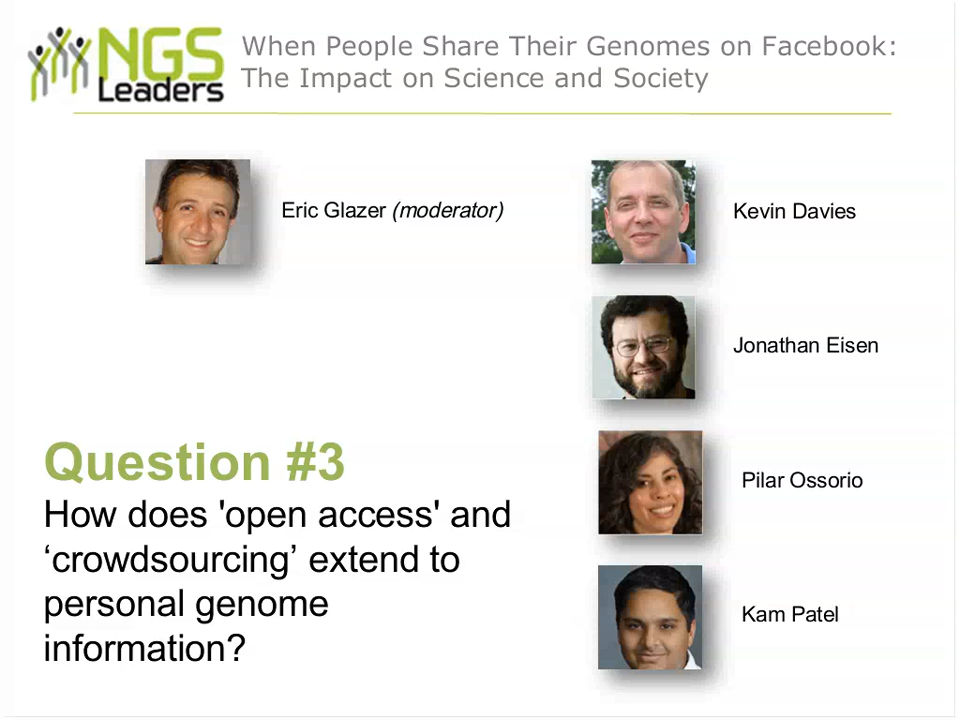 NGS
Leaders
When People Share Their Genomes on Facebook:
The Impact on Science and Society
Eric Glazer (moderator)
Kevin Davies
Jonathan Eisen
Question #3
How does 'open access' and
‘crowdsourcing’ extend to
personal genome
information?
Pilar Ossorio
Kam Patel